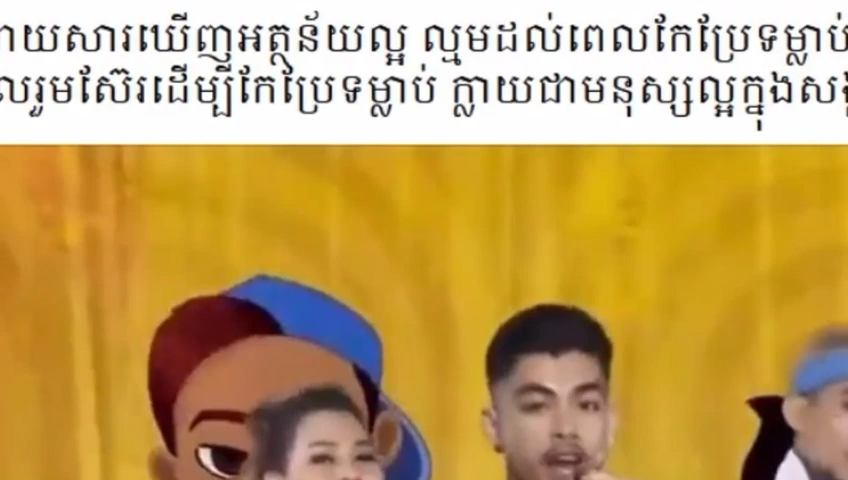 ាយសារឃើញអត្ថន័យល្អ ល្មមដល់ពេលកែប្រែទម្លាប់
លរួមស៊ែរដើម្បីកែប្រែទម្លាប់ ក្លាយជាមនុស្សល្អក្នុងសង្